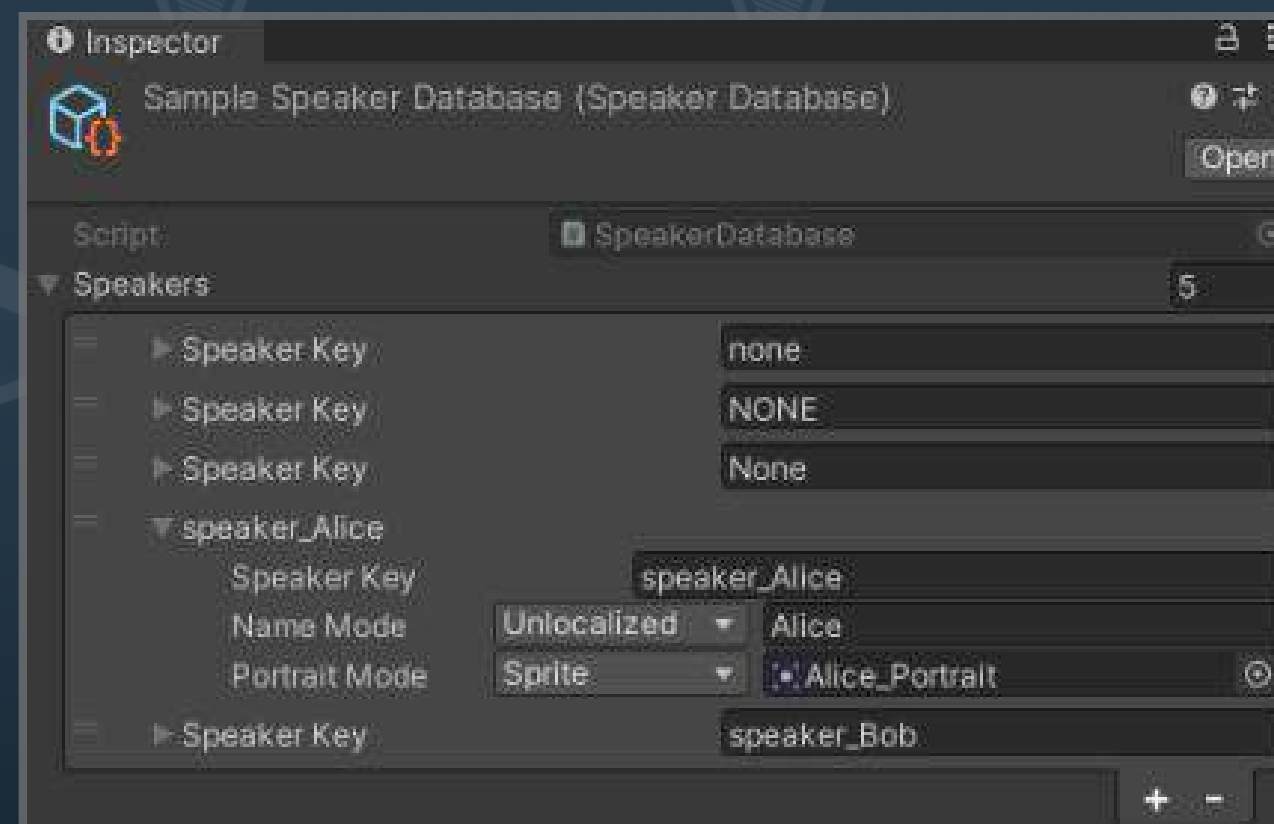 Inspector
Sample Speaker Database (Speaker Database)
Open
Script SpeakerDatabase
Speakers 5
Speaker Key none
Speaker Key NONE
Speaker Key None
speaker_Alice
Speaker Key speaker_Alice
Name Mode Unlocalized Alice
Portrait Mode Sprite Alice_Portrait
Speaker Key speaker_Bob